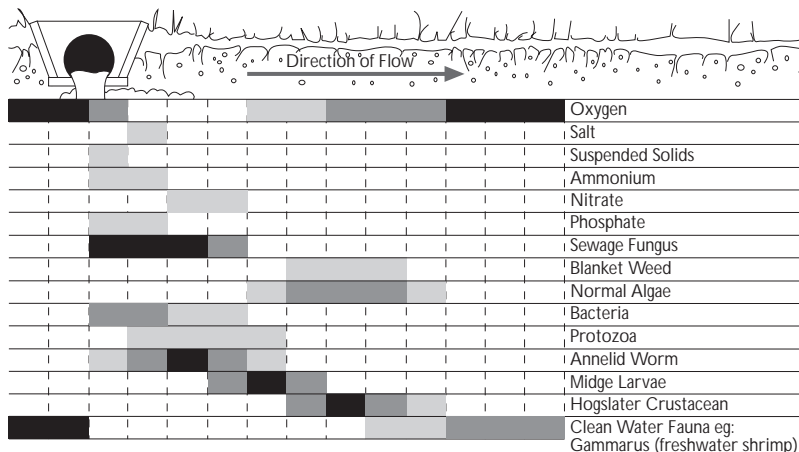 Direction of Flow
Oxygen
Salt
Suspended Solids
Ammonium
Nitrate
Phosphate
Sewage Fungus
Blanket Weed
Normal Algae
Bacteria
Protozoa
Annelid Worm
Midge Larvae
Hogslater Crustacean
Clean Water Fauna eg:
Gammarus (freshwater shrimp)